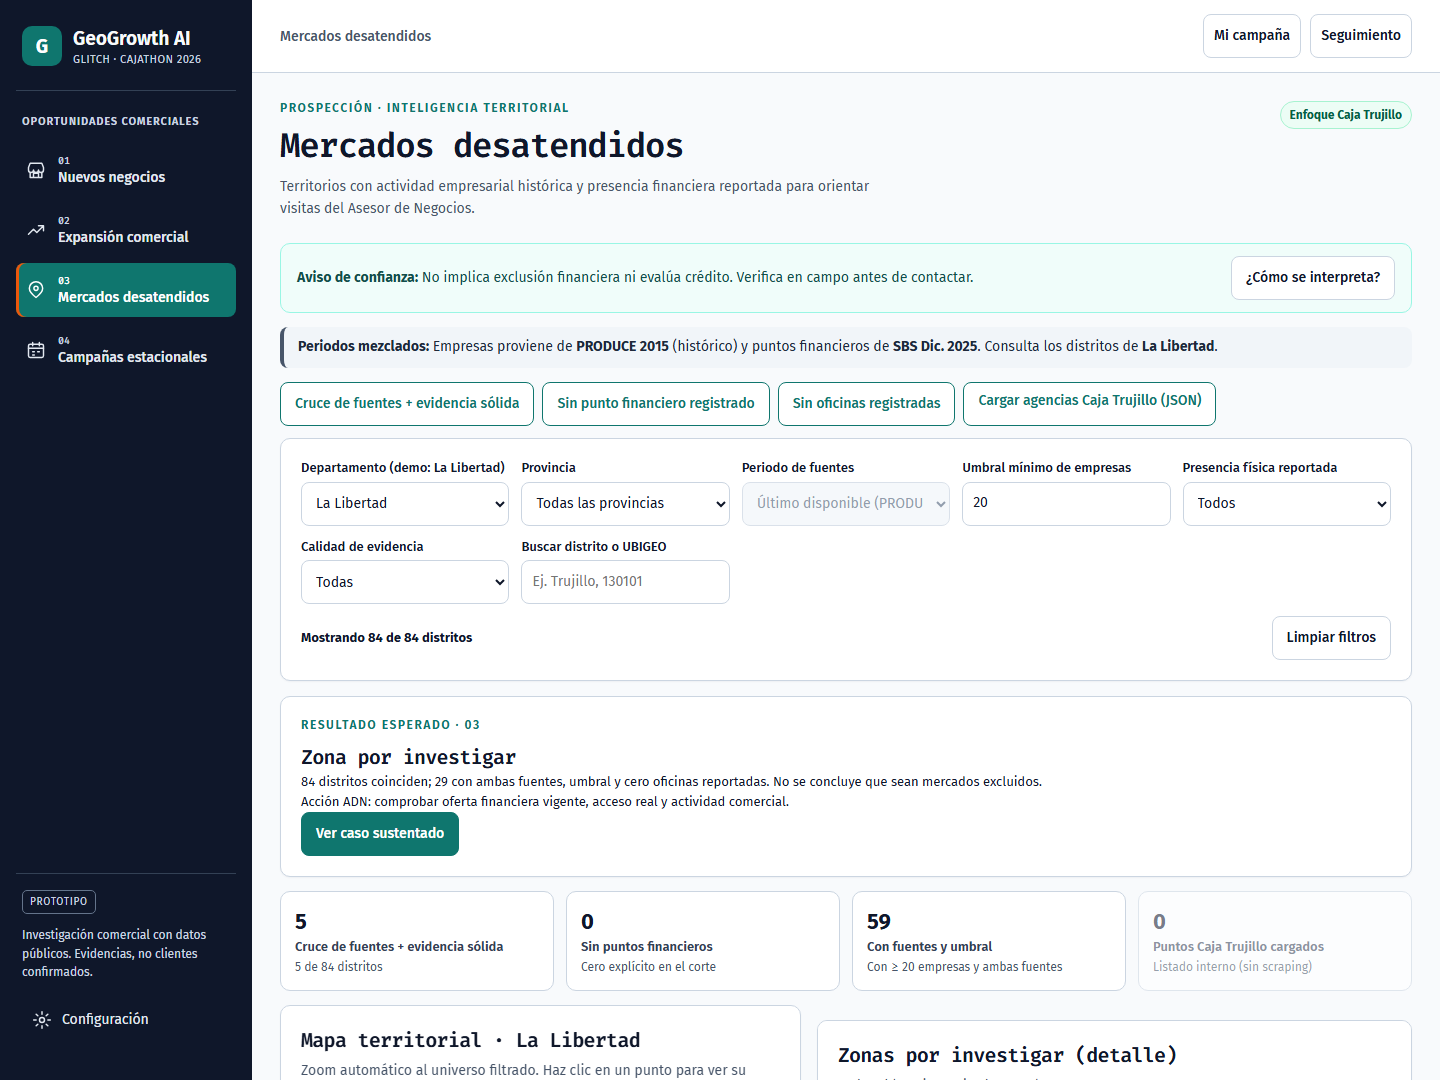 G
GeoGrowth AI
GLITCH · CAJATHON 2026
OPORTUNIDADES COMERCIALES
01
Nuevos negocios
02
Expansión comercial
03
Mercados desatendidos
04
Campañas estacionales
PROTOTIPO
Investigación comercial con datos
públicos. Evidencias, no clientes
confirmados.
Configuración
Mercados desatendidos
Mi campaña
Seguimiento
PROSPECCIÓN · INTELIGENCIA TERRITORIAL
Enfoque Caja Trujillo
Mercados desatendidos
Territorios con actividad empresarial histórica y presencia financiera reportada para orientar
visitas del Asesor de Negocios.
Aviso de confianza: No implica exclusión financiera ni evalúa crédito. Verifica en campo antes de contactar.
¿Cómo se interpreta?
Periodos mezclados: Empresas proviene de PRODUCE 2015 (histórico) y puntos financieros de SBS Dic. 2025. Consulta los distritos de La Libertad.
Cruce de fuentes + evidencia sólida
Sin punto financiero registrado
Sin oficinas registradas
Cargar agencias Caja Trujillo (JSON)
Departamento (demo: La Libertad)
Provincia
Periodo de fuentes
Umbral mínimo de empresas
Presencia física reportada
La Libertad
Todas las provincias
Último disponible (PRODU
20
Todos
Calidad de evidencia
Buscar distrito o UBIGEO
Todas
Ej. Trujillo, 130101
Mostrando 84 de 84 distritos
Limpiar filtros
RESULTADO ESPERADO · 03
Zona por investigar
84 distritos coinciden; 29 con ambas fuentes, umbral y cero oficinas reportadas. No se concluye que sean mercados excluidos.
Acción ADN: comprobar oferta financiera vigente, acceso real y actividad comercial.
Ver caso sustentado
5
Cruce de fuentes + evidencia sólida
5 de 84 distritos
0
Sin puntos financieros
Cero explícito en el corte
59
Con fuentes y umbral
Con ≥ 20 empresas y ambas fuentes
0
Puntos Caja Trujillo cargados
Listado interno (sin scraping)
Mapa territorial · La Libertad
Zoom automático al universo filtrado. Haz clic en un punto para ver su
Zonas por investigar (detalle)